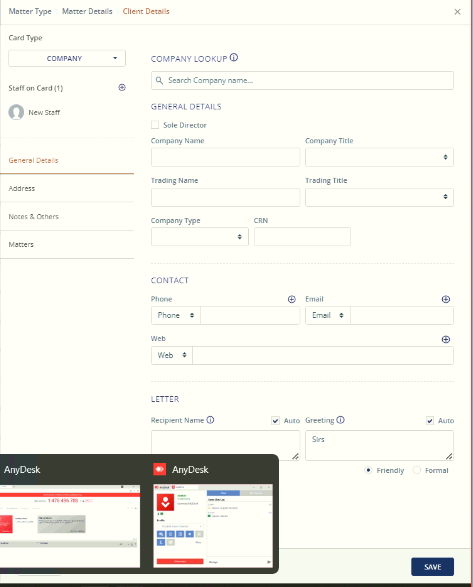 Matter Type Matter Details Client Details
Card Type
COMPANY
Staff on Card (1)
New Staff
General Details
Address
Notes & Others
Matters
COMPANY LOOKUP
Search Company name...
GENERAL DETAILS
Sole Director
Company Name Company Title
Trading Name Trading Title
Company Type CRN
CONTACT
Phone Email
Phone Email
Web
Web
LETTER
Recipient Name Auto Greeting Auto
Sirs
Friendly Formal
AnyDesk AnyDesk
SAVE